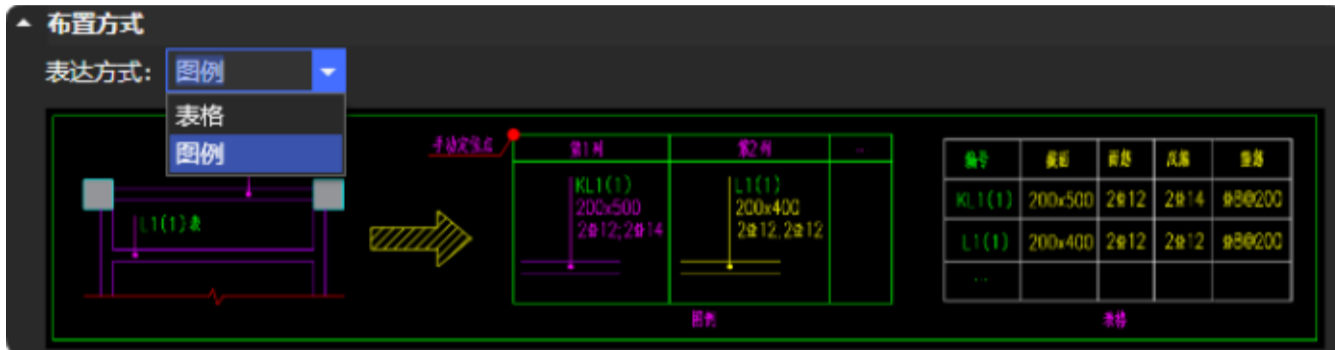 布置方式
表达方式: 图例
表格
图例
L1(1)表
手动定位点
第1列
第2列
..
KL1(1)
200x500
2⌀12;2⌀14
L1(1)
200x400
2⌀12,2⌀12
图例
编号 截面 面筋 底筋 箍筋
KL1(1) 200x500 2⌀12 2⌀14 ⌀8@200
L1(1) 200x400 2⌀12 2⌀12 ⌀8@200
...
表格